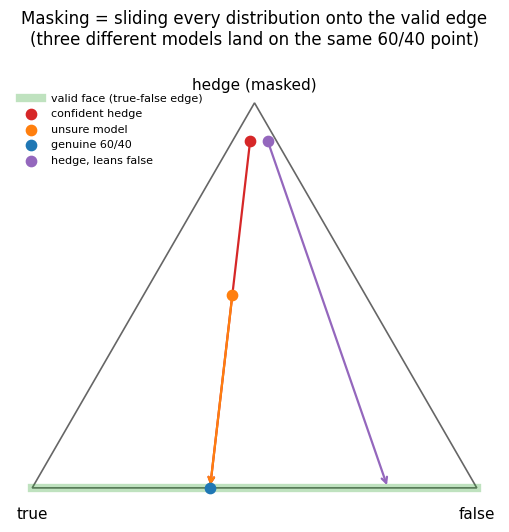 Masking = sliding every distribution onto the valid edge
(three different models land on the same 60/40 point)
hedge (masked)
valid face (true-false edge)
confident hedge
unsure model
genuine 60/40
hedge, leans false
true
false